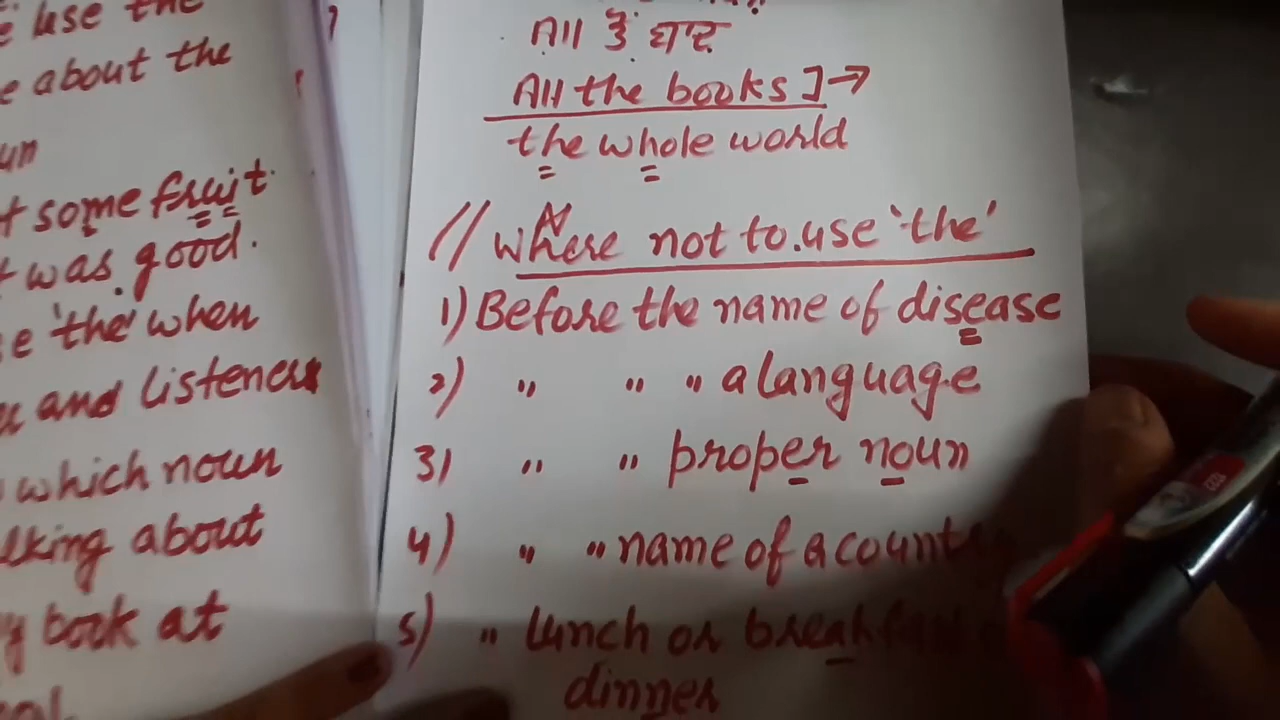 e use the
e about the
un
t some fruit.
t was good.
e 'the' when
and listener
which noun
lking about
y book at
All ਤੋਂ ਬਾਦ
All the books ] →
the whole world
// where not to use 'the'
1) Before the name of disease
2) " " " a language
3) " " proper noun
4) " " name of a count
5) " lunch or breakfast
dinner